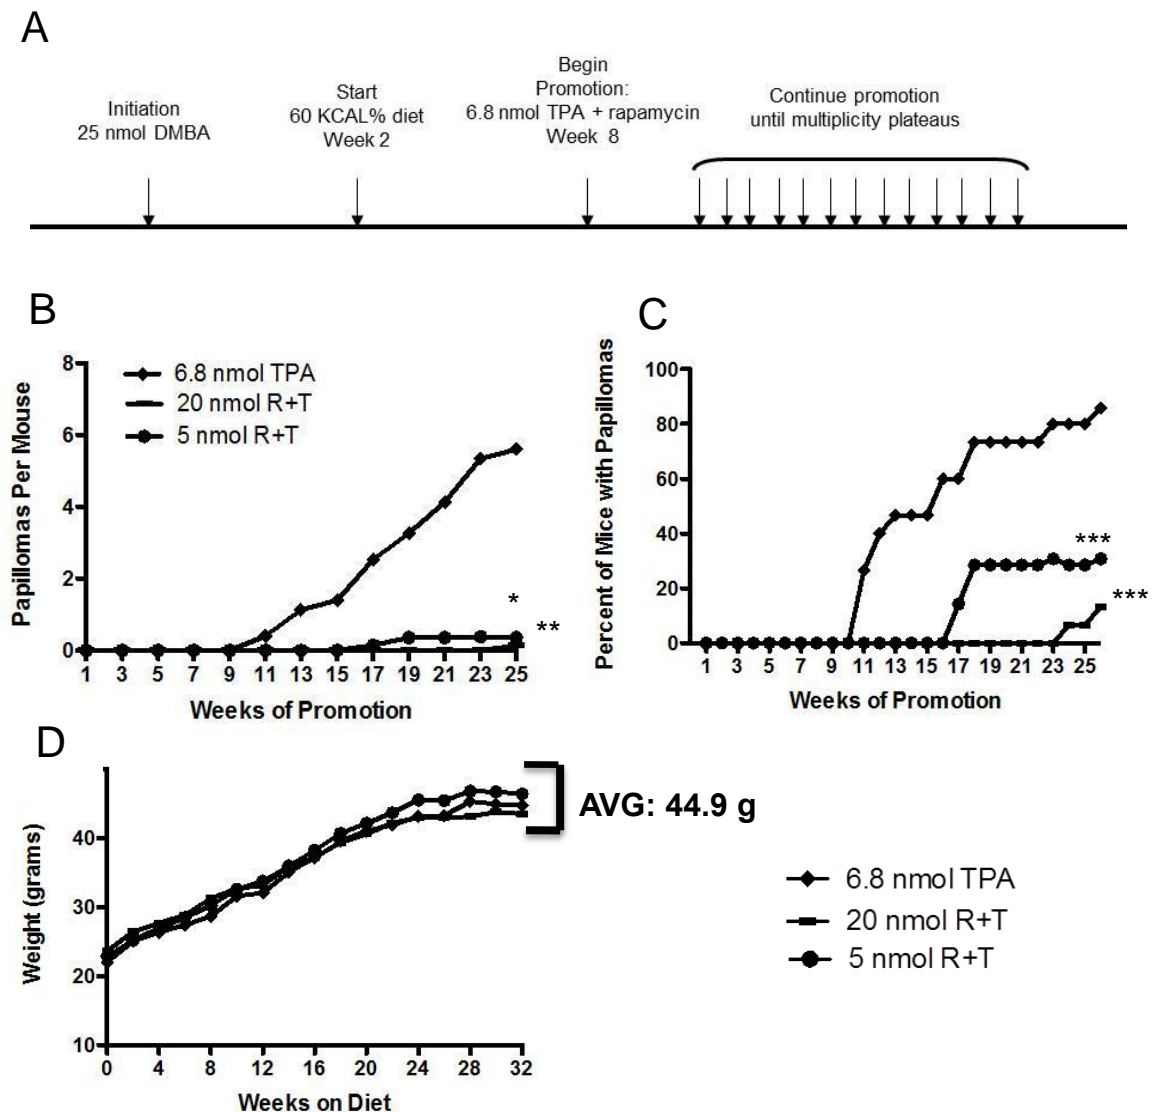 A
Initiation
25 nmol DMBA
Start
60 KCAL% diet
Week 2
Begin
Promotion:
6.8 nmol TPA + rapamycin
Week 8
Continue promotion
until multiplicity plateaus
B
Papillomas Per Mouse
8
6
4
2
0
6.8 nmol TPA
20 nmol R+T
5 nmol R+T
*
**
1 3 5 7 9 11 13 15 17 19 21 23 25
Weeks of Promotion
C
Percent of Mice with Papillomas
100
80
60
40
20
0
***
***
1 3 5 7 9 11 13 15 17 19 21 23 25
Weeks of Promotion
D
Weight (grams)
40
30
20
10
AVG: 44.9 g
0 4 8 12 16 20 24 28 32
Weeks on Diet
6.8 nmol TPA
20 nmol R+T
5 nmol R+T